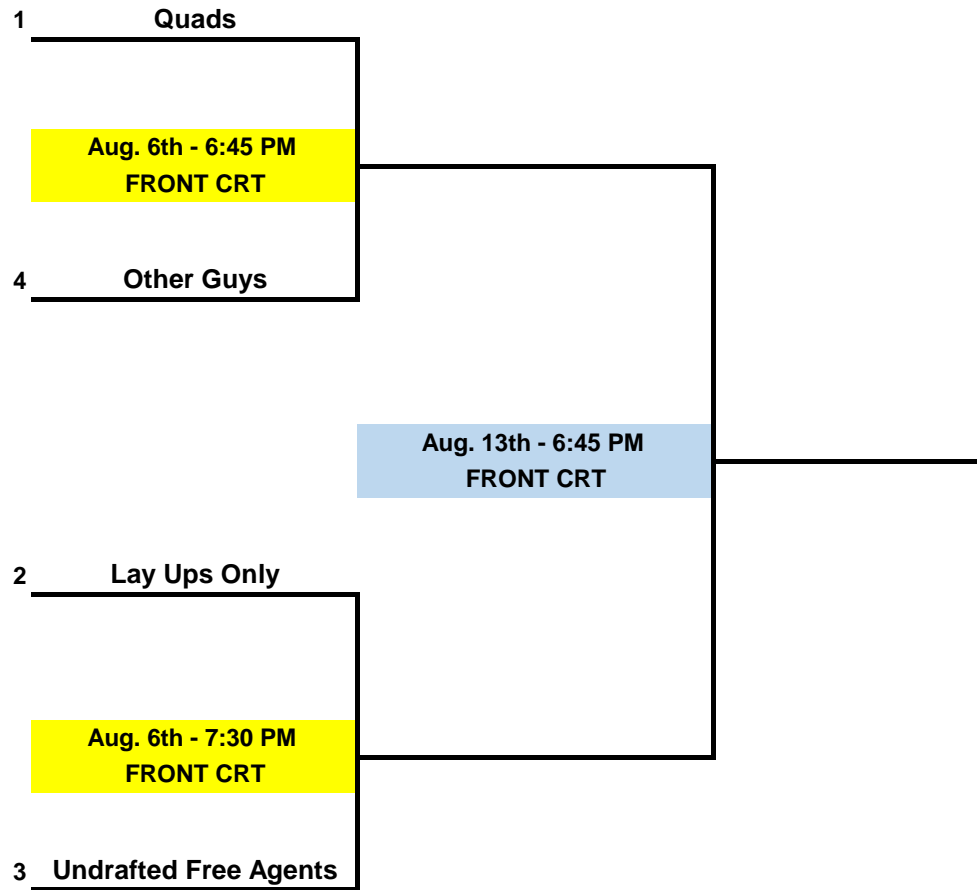 1 Quads
Aug. 6th - 6:45 PM
FRONT CRT
4 Other Guys
Aug. 13th - 6:45 PM
FRONT CRT
2 Lay Ups Only
Aug. 6th - 7:30 PM
FRONT CRT
3 Undrafted Free Agents